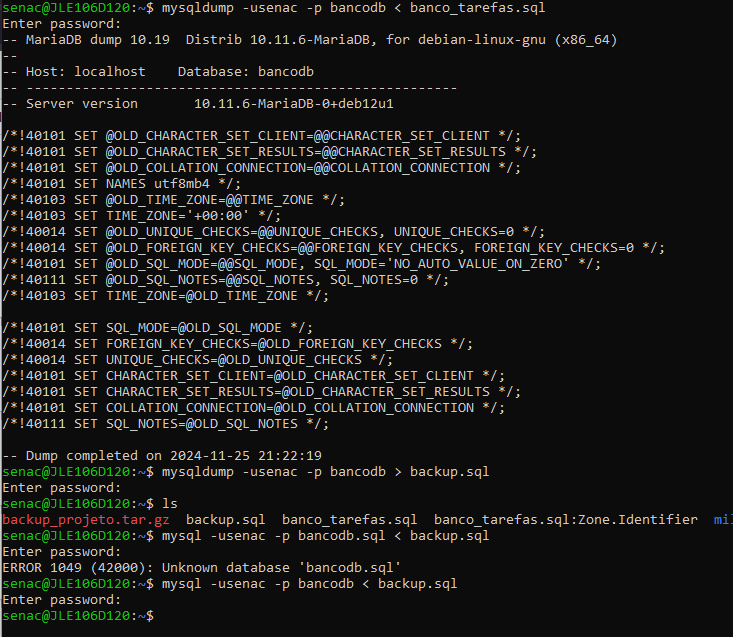 senac@JLE106D120:~$ mysqldump -usenac -p bancodb < banco_tarefas.sql
Enter password:
-- MariaDB dump 10.19  Distrib 10.11.6-MariaDB, for debian-linux-gnu (x86_64)
--
-- Host: localhost    Database: bancodb
-- ------------------------------------------------------
-- Server version       10.11.6-MariaDB-0+deb12u1

/*!40101 SET @OLD_CHARACTER_SET_CLIENT=@@CHARACTER_SET_CLIENT */;
/*!40101 SET @OLD_CHARACTER_SET_RESULTS=@@CHARACTER_SET_RESULTS */;
/*!40101 SET @OLD_COLLATION_CONNECTION=@@COLLATION_CONNECTION */;
/*!40101 SET NAMES utf8mb4 */;
/*!40103 SET @OLD_TIME_ZONE=@@TIME_ZONE */;
/*!40103 SET TIME_ZONE='+00:00' */;
/*!40014 SET @OLD_UNIQUE_CHECKS=@@UNIQUE_CHECKS, UNIQUE_CHECKS=0 */;
/*!40014 SET @OLD_FOREIGN_KEY_CHECKS=@@FOREIGN_KEY_CHECKS, FOREIGN_KEY_CHECKS=0 */;
/*!40101 SET @OLD_SQL_MODE=@@SQL_MODE, SQL_MODE='NO_AUTO_VALUE_ON_ZERO' */;
/*!40111 SET @OLD_SQL_NOTES=@@SQL_NOTES, SQL_NOTES=0 */;
/*!40103 SET TIME_ZONE=@OLD_TIME_ZONE */;

/*!40101 SET SQL_MODE=@OLD_SQL_MODE */;
/*!40014 SET FOREIGN_KEY_CHECKS=@OLD_FOREIGN_KEY_CHECKS */;
/*!40014 SET UNIQUE_CHECKS=@OLD_UNIQUE_CHECKS */;
/*!40101 SET CHARACTER_SET_CLIENT=@OLD_CHARACTER_SET_CLIENT */;
/*!40101 SET CHARACTER_SET_RESULTS=@OLD_CHARACTER_SET_RESULTS */;
/*!40101 SET COLLATION_CONNECTION=@OLD_COLLATION_CONNECTION */;
/*!40111 SET SQL_NOTES=@OLD_SQL_NOTES */;

-- Dump completed on 2024-11-25 21:22:19
senac@JLE106D120:~$ mysqldump -usenac -p bancodb > backup.sql
Enter password:
senac@JLE106D120:~$ ls
backup_projeto.tar.gz  backup.sql  banco_tarefas.sql  banco_tarefas.sql:Zone.Identifier
senac@JLE106D120:~$ mysql -usenac -p bancodb.sql < backup.sql
Enter password:
ERROR 1049 (42000): Unknown database 'bancodb.sql'
senac@JLE106D120:~$ mysql -usenac -p bancodb < backup.sql
Enter password:
senac@JLE106D120:~$